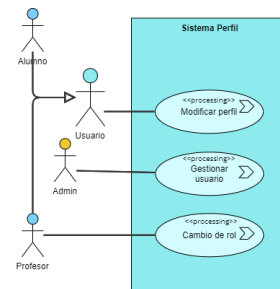 Sistema Perfil
Alumno
<<processing>>
Modificar perfil
Usuario
<<processing>>
Gestionar
usuario
Admin
<<processing>>
Cambio de rol
Profesor